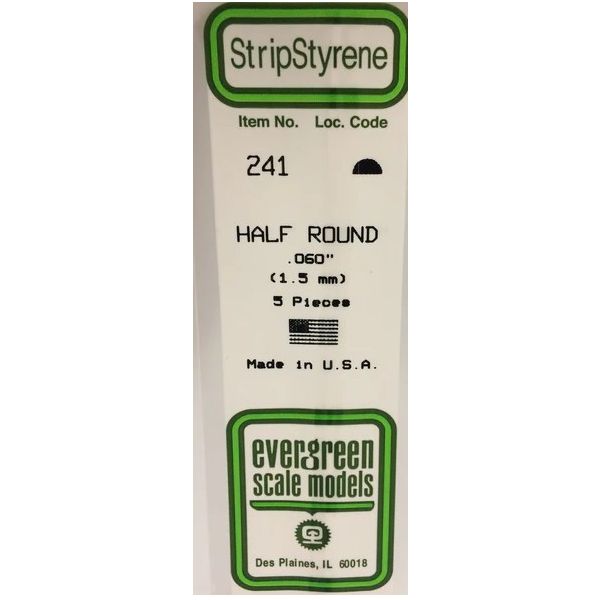 StripStyrene
Item No. Loc. Code
241
HALF ROUND
.060"
(1.5 mm)
5 Pieces
Made in U.S.A.
evergreen
scale models
Des Plaines, IL 60018